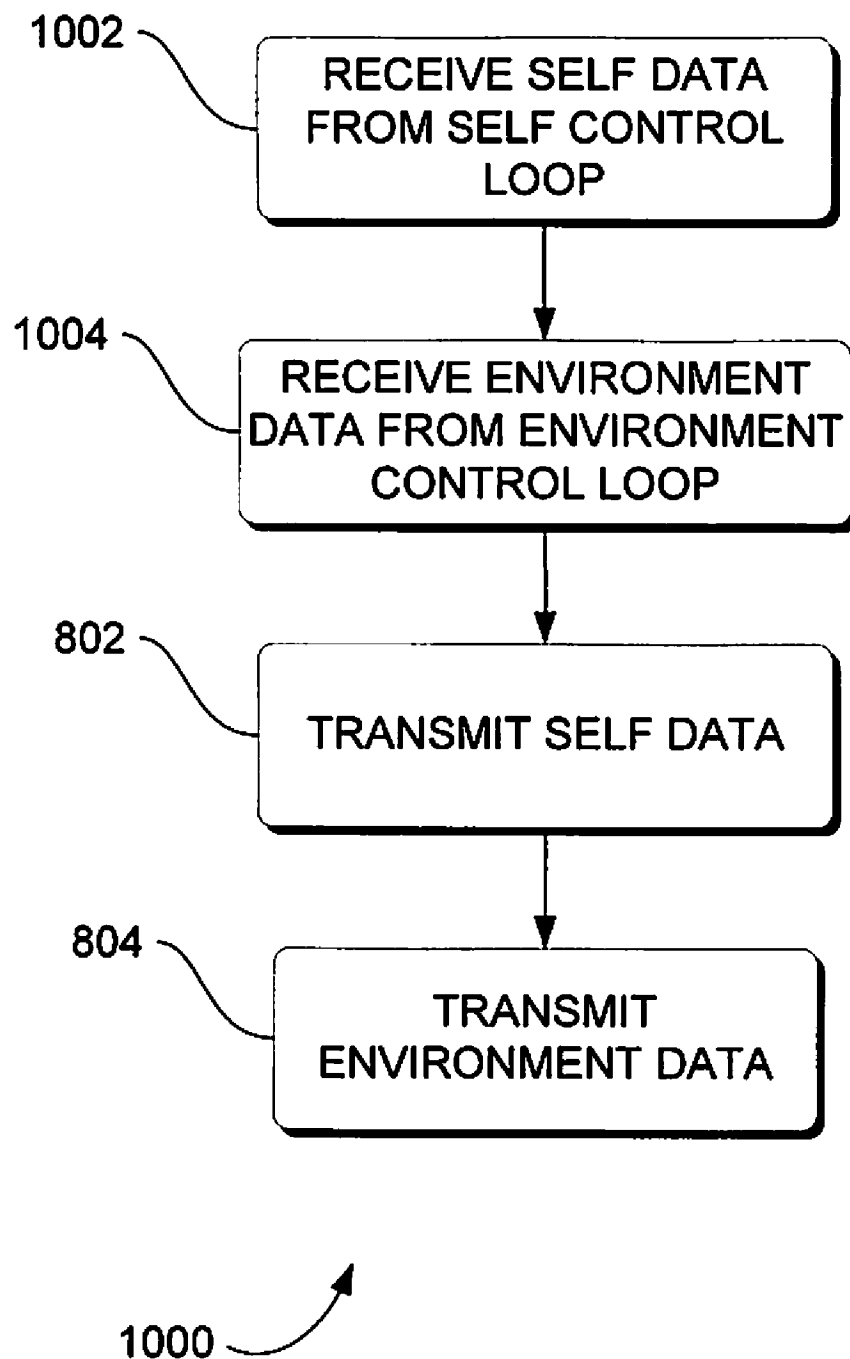 1002
RECEIVE SELF DATA
FROM SELF CONTROL
LOOP
1004
RECEIVE ENVIRONMENT
DATA FROM ENVIRONMENT
CONTROL LOOP
802
TRANSMIT SELF DATA
804
TRANSMIT
ENVIRONMENT DATA
1000